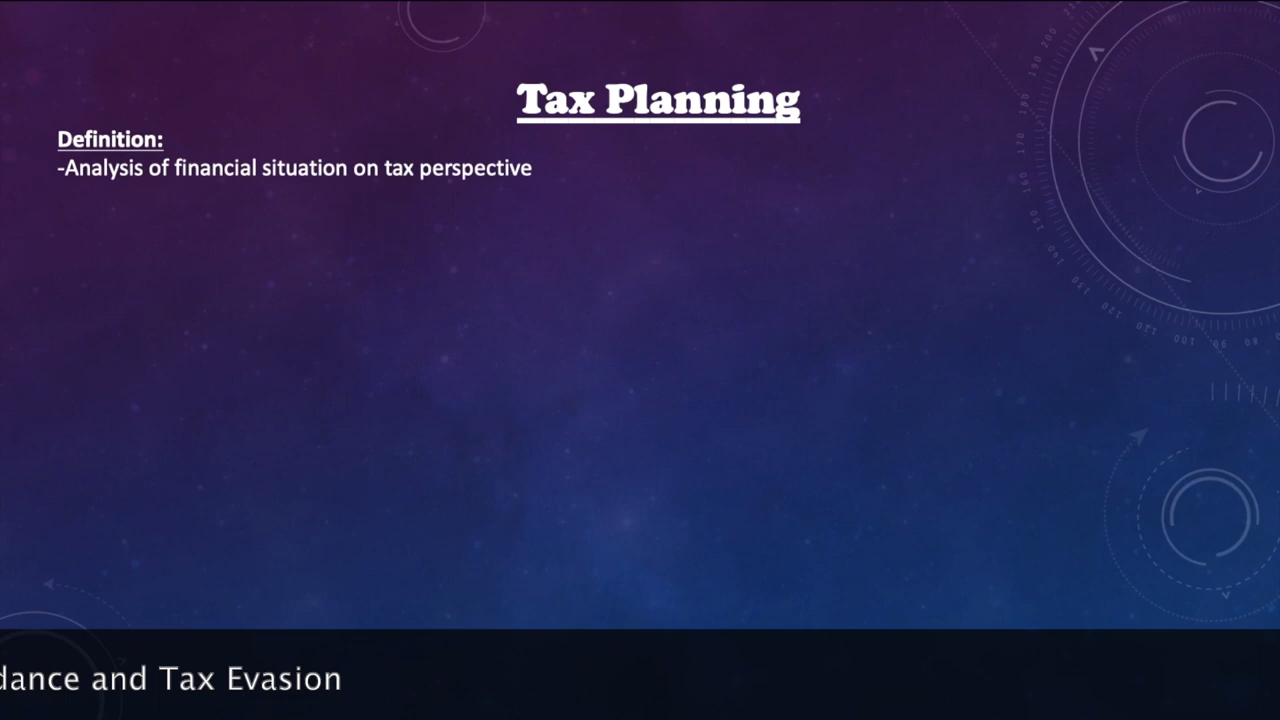 Tax Planning
Definition:
-Analysis of financial situation on tax perspective
dance and Tax Evasion